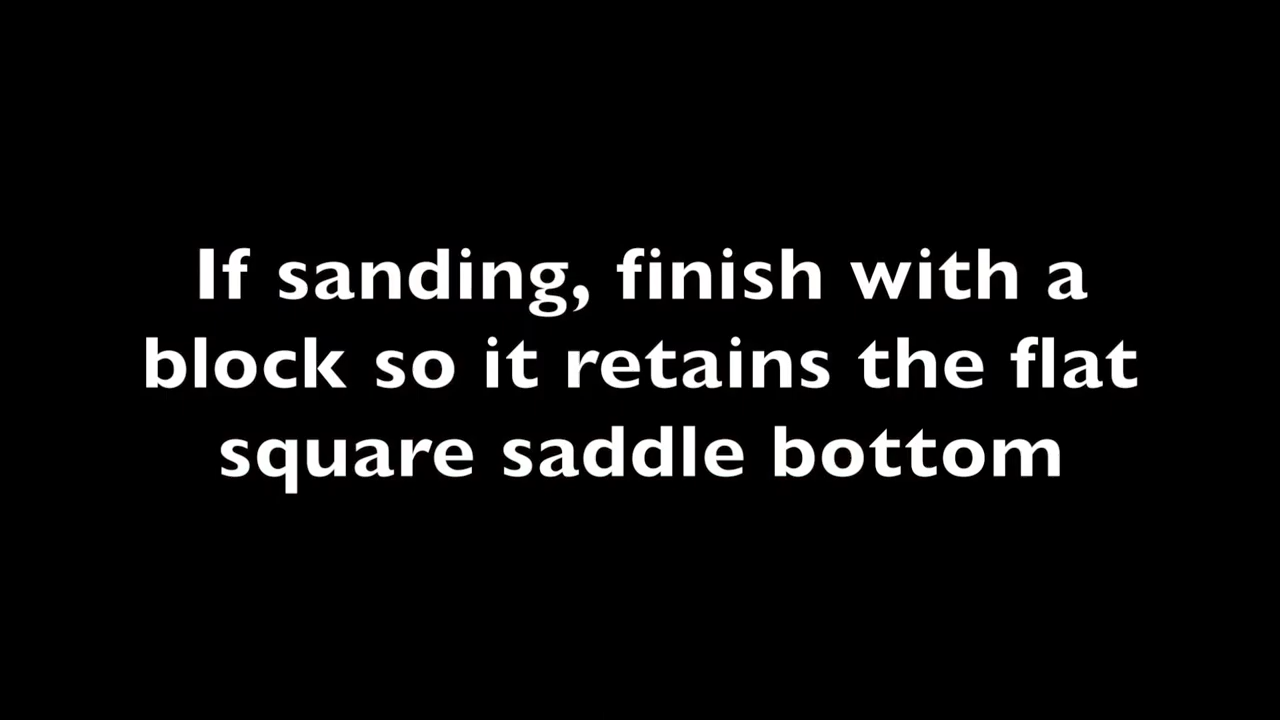 If sanding, finish with a
block so it retains the flat
square saddle bottom